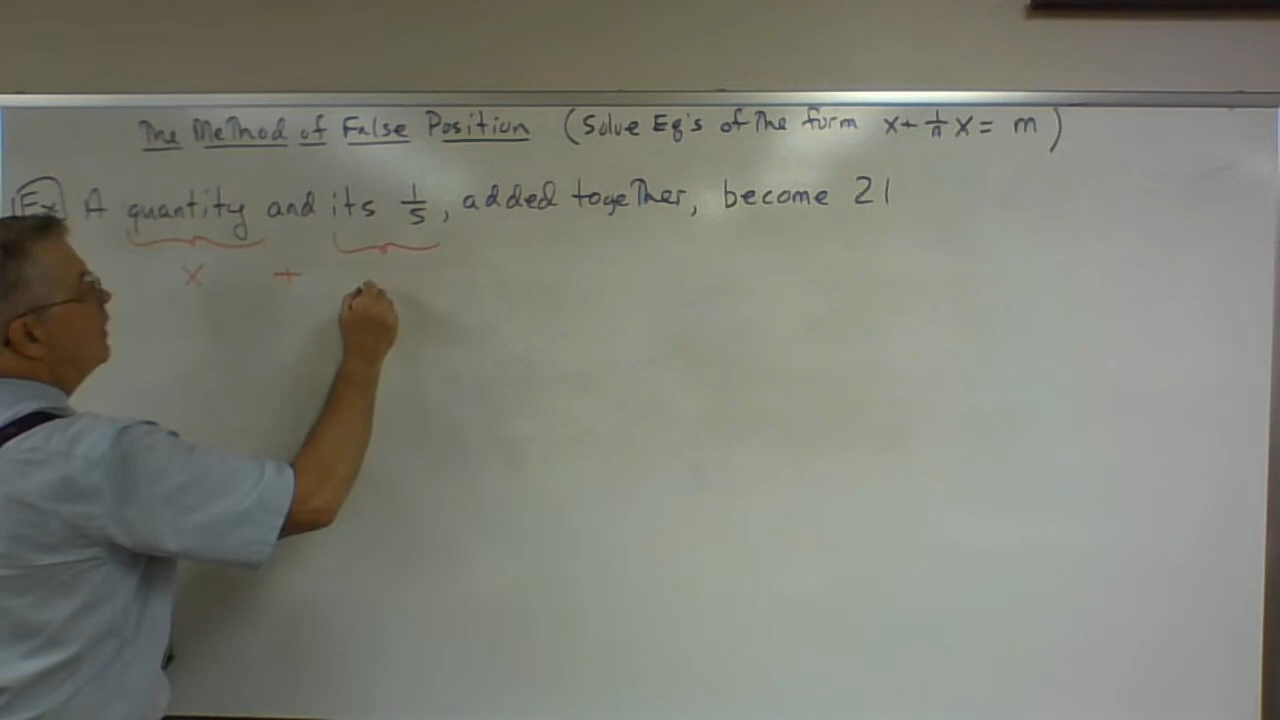 The Method of False Position (Solve Eq's of The form x + 1/n x = m)
Ex A quantity and its 1/5, added together, become 21
x +